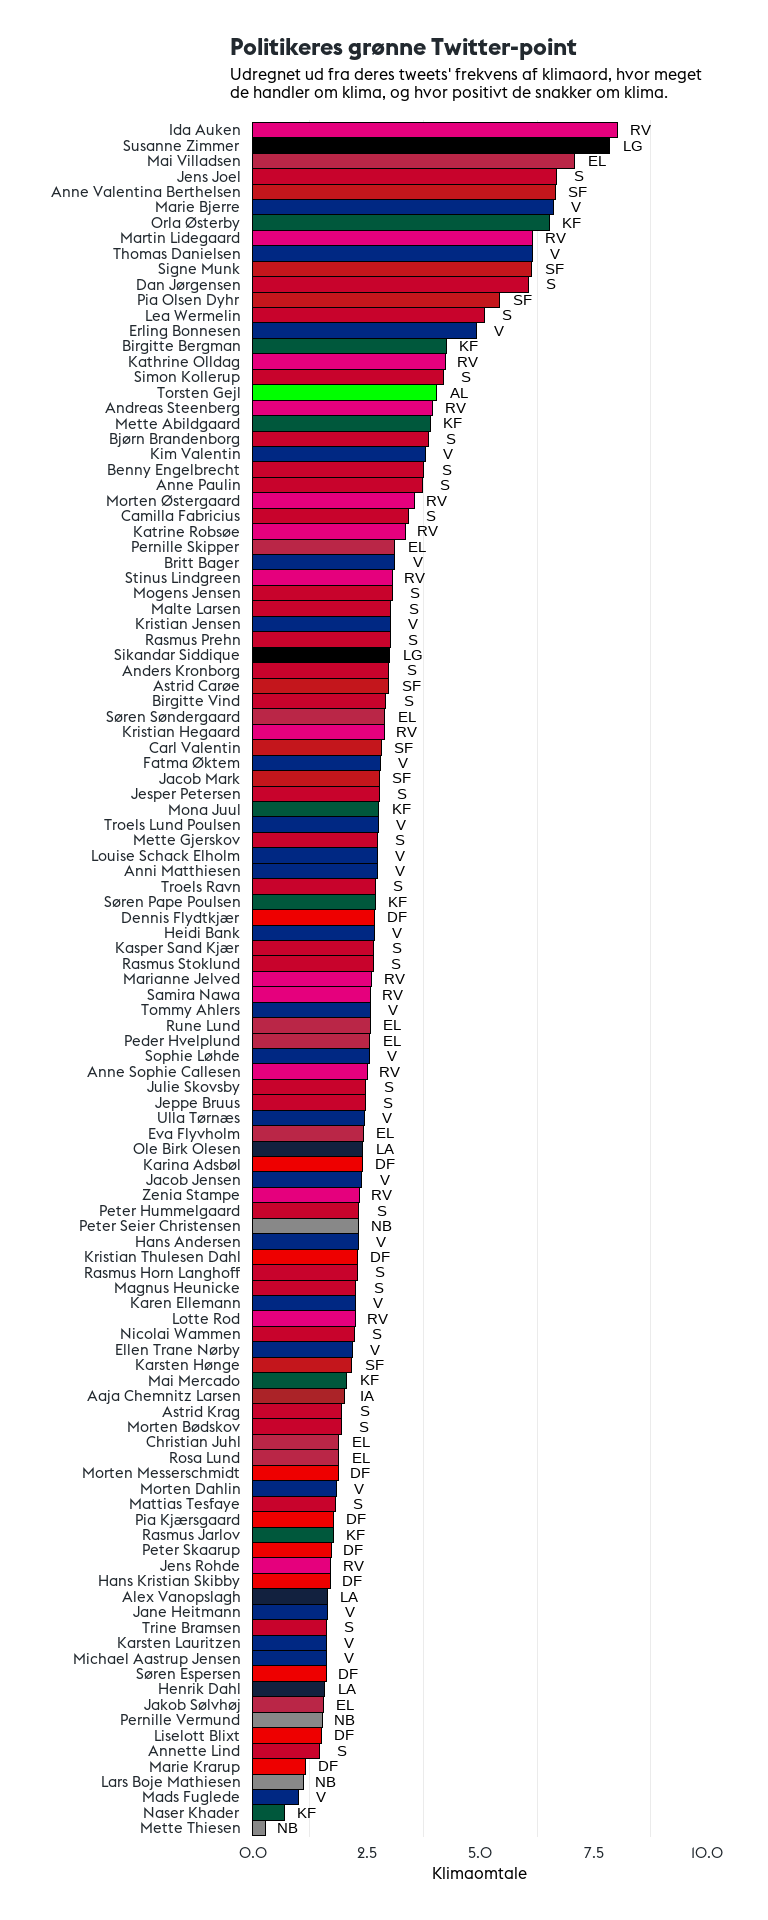 Politikeres grønne Twitter-point
Udregnet ud fra deres tweets' frekvens af klimaord, hvor meget
de handler om klima, og hvor positivt de snakker om klima.
Ida Auken RV
Susanne Zimmer LG
Mai Villadsen EL
Jens Joel S
Anne Valentina Berthelsen SF
Marie Bjerre V
Orla Østerby KF
Martin Lidegaard RV
Thomas Danielsen V
Signe Munk SF
Dan Jørgensen S
Pia Olsen Dyhr SF
Lea Wermelin S
Erling Bonnesen V
Birgitte Bergman KF
Kathrine Olldag RV
Simon Kollerup S
Torsten Gejl AL
Andreas Steenberg RV
Mette Abildgaard KF
Bjørn Brandenborg S
Kim Valentin V
Benny Engelbrecht S
Anne Paulin S
Morten Østergaard RV
Camilla Fabricius S
Katrine Robsøe RV
Pernille Skipper EL
Britt Bager V
Stinus Lindgreen RV
Mogens Jensen S
Malte Larsen S
Kristian Jensen V
Rasmus Prehn S
Sikandar Siddique LG
Anders Kronborg S
Astrid Carøe SF
Birgitte Vind S
Søren Søndergaard EL
Kristian Hegaard RV
Carl Valentin SF
Fatma Øktem V
Jacob Mark SF
Jesper Petersen S
Mona Juul KF
Troels Lund Poulsen V
Mette Gjerskov S
Louise Schack Elholm V
Anni Matthiesen V
Troels Ravn S
Søren Pape Poulsen KF
Dennis Flydtkjær DF
Heidi Bank V
Kasper Sand Kjær S
Rasmus Stoklund S
Marianne Jelved RV
Samira Nawa RV
Tommy Ahlers V
Rune Lund EL
Peder Hvelplund EL
Sophie Løhde V
Anne Sophie Callesen RV
Julie Skovsby S
Jeppe Bruus S
Ulla Tørnæs V
Eva Flyvholm EL
Ole Birk Olesen LA
Karina Adsbøl DF
Jacob Jensen V
Zenia Stampe RV
Peter Hummelgaard S
Peter Seier Christensen NB
Hans Andersen V
Kristian Thulesen Dahl DF
Rasmus Horn Langhoff S
Magnus Heunicke S
Karen Ellemann V
Lotte Rod RV
Nicolai Wammen S
Ellen Trane Nørby V
Karsten Hønge SF
Mai Mercado KF
Aaja Chemnitz Larsen IA
Astrid Krag S
Morten Bødskov S
Christian Juhl EL
Rosa Lund EL
Morten Messerschmidt DF
Morten Dahlin V
Mattias Tesfaye S
Pia Kjærsgaard DF
Rasmus Jarlov KF
Peter Skaarup DF
Jens Rohde RV
Hans Kristian Skibby DF
Alex Vanopslagh LA
Jane Heitmann V
Trine Bramsen S
Karsten Lauritzen V
Michael Aastrup Jensen V
Søren Espersen DF
Henrik Dahl LA
Jakob Sølvhøj EL
Pernille Vermund NB
Liselott Blixt DF
Annette Lind S
Marie Krarup DF
Lars Boje Mathiesen NB
Mads Fuglede V
Naser Khader KF
Mette Thiesen NB
0.0 2.5 5.0 7.5 10.0
Klimaomtale